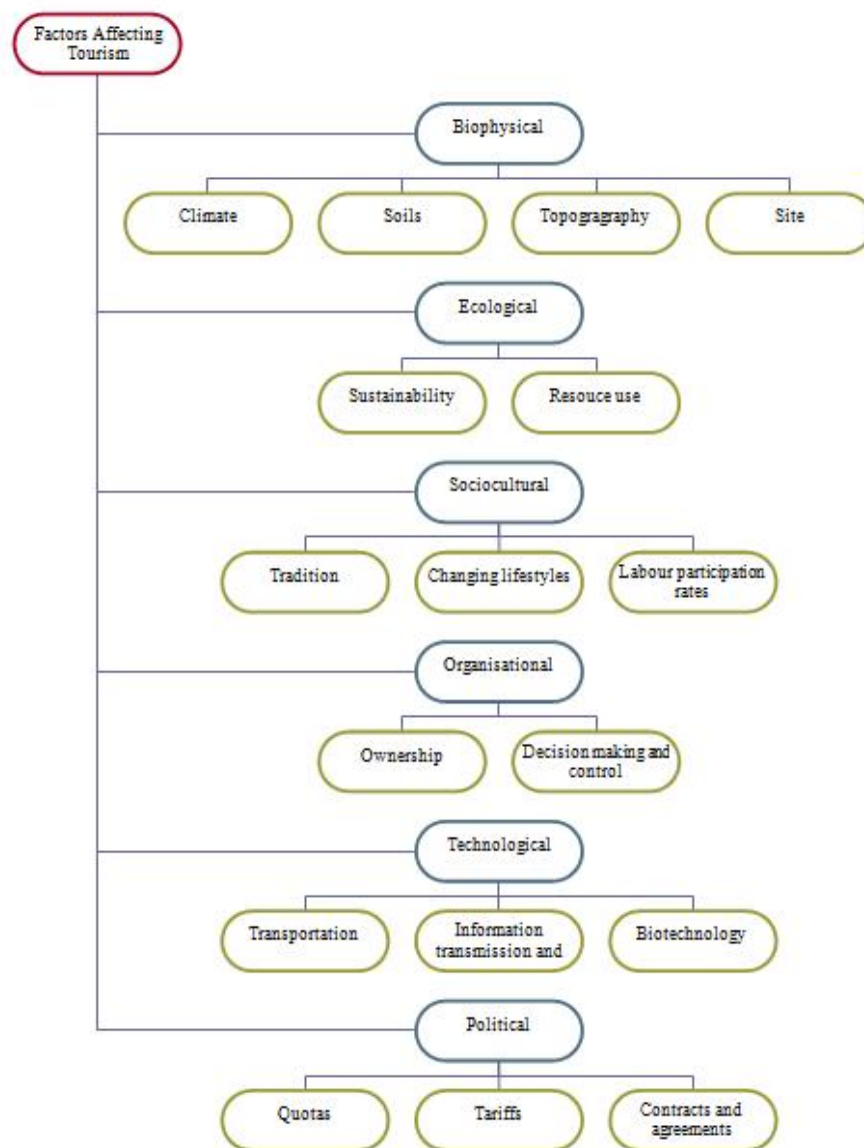 Factors Affecting
Tourism
Biophysical
Climate
Soils
Topogragraphy
Site
Ecological
Sustainability
Resouce use
Sociocultural
Tradition
Changing lifestyles
Labour participation
rates
Organisational
Ownership
Decision making and
control
Technological
Transportation
Information
transmission and
Biotechnology
Political
Quotas
Tariffs
Contracts and
agreements